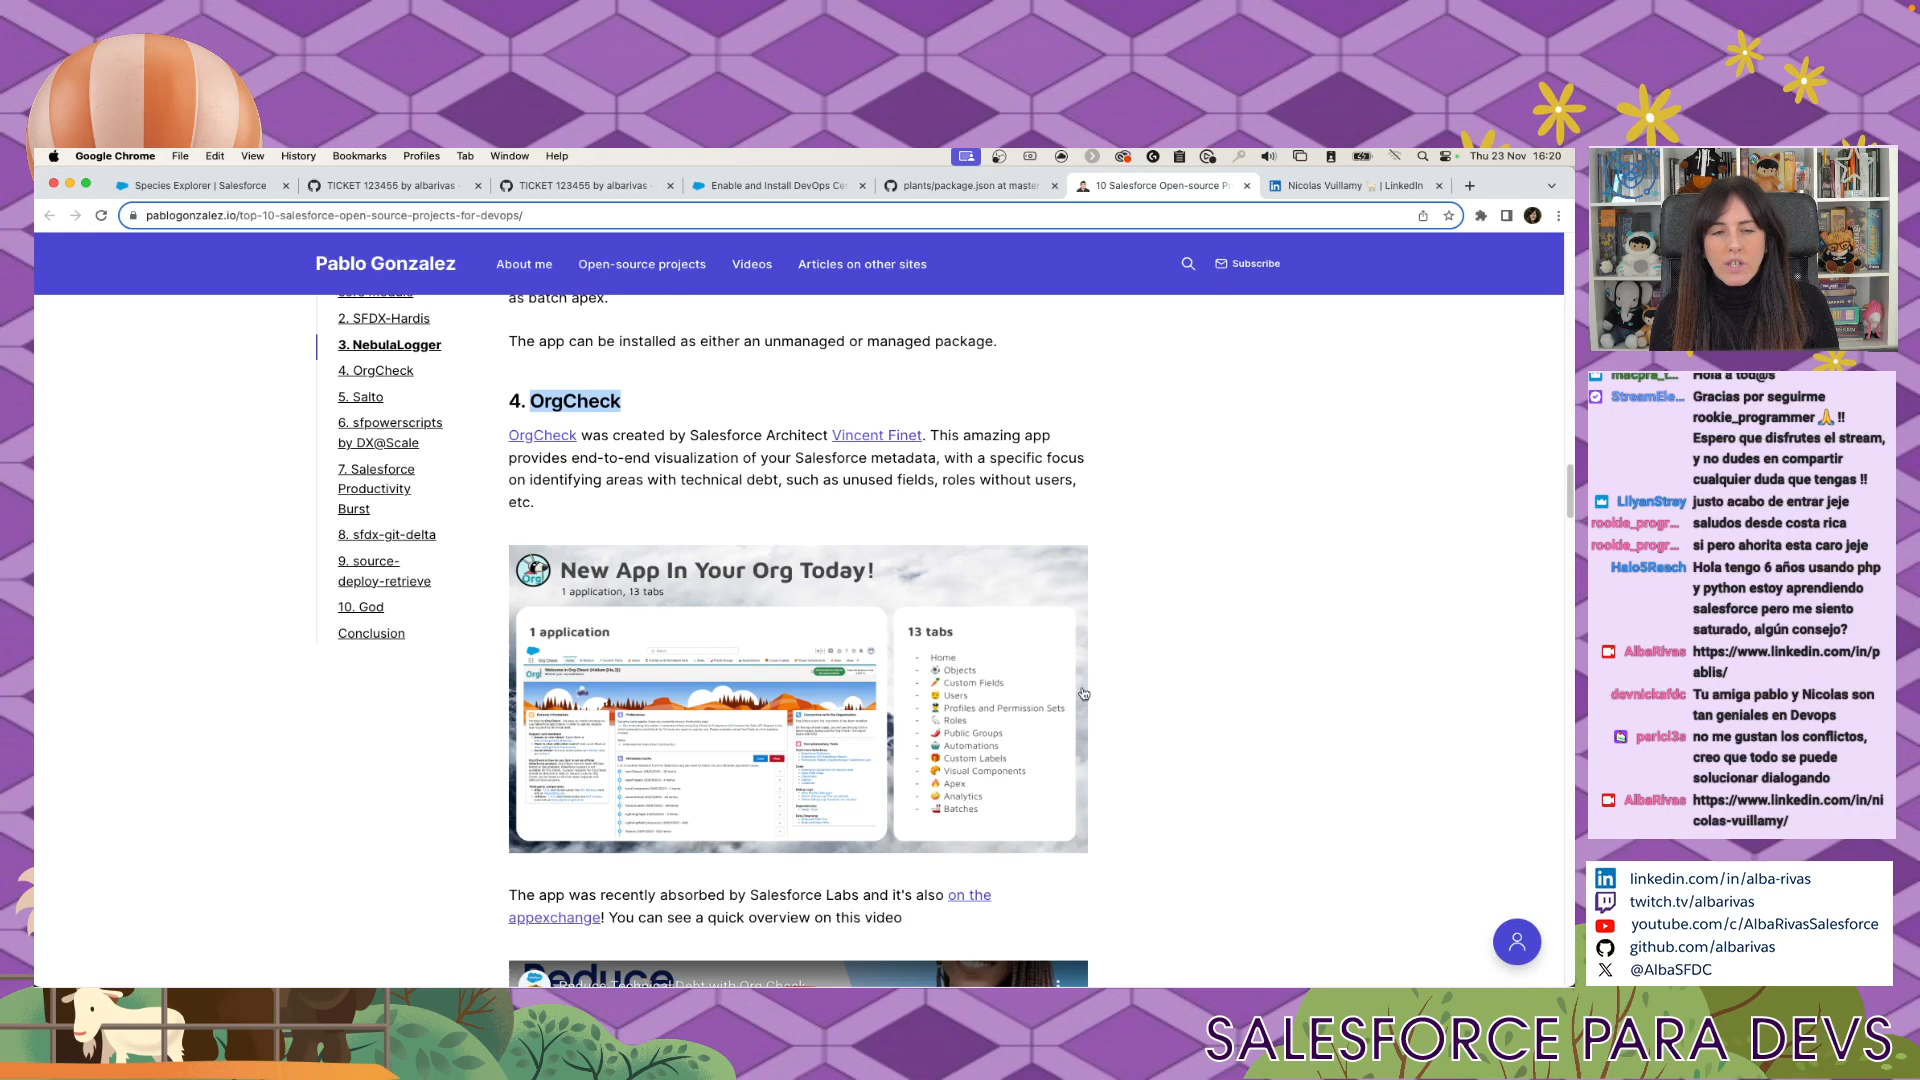 Google Chrome File Edit View History Bookmarks Profiles Tab Window Help
Thu 23 Nov 16:20
Species Explorer | Salesforce
TICKET 123456 by albarivas
TICKET 123455 by albarivas
Enable and Install DevOps Ce
plants/package.json at master
10 Salesforce Open-source P
Nicolas Vuillamy | LinkedIn
pablogonzalez.io/top-10-salesforce-open-source-projects-for-devops/
Pablo Gonzalez
About me
Open-source projects
Videos
Articles on other sites
Subscribe
2. SFDX-Hardis
3. NebulaLogger
4. OrgCheck
5. Salto
6. sfpowerscripts
by DX@Scale
7. Salesforce
Productivity
Burst
8. sfdx-git-delta
9. source-
deploy-retrieve
10. God
Conclusion
as batch apex.
The app can be installed as either an unmanaged or managed package.
4. OrgCheck
OrgCheck was created by Salesforce Architect Vincent Finet. This amazing app
provides end-to-end visualization of your Salesforce metadata, with a specific focus
on identifying areas with technical debt, such as unused fields, roles without users,
etc.
Org!
New App In Your Org Today!
1 application, 13 tabs
1 application
13 tabs
- Home
- Objects
- Custom Fields
- Users
- Profiles and Permission Sets
- Roles
- Public Groups
- Automations
- Custom Labels
- Visual Components
- Apex
- Analytics
- Batches
The app was recently absorbed by Salesforce Labs and it's also on the
appexchange! You can see a quick overview on this video
Reduce
Reduce Technical Debt with Org Check
macpra_t... Hola a tod@s
StreamEle... Gracias por seguirme
rookie_programmer 🙏 !!
Espero que disfrutes el stream,
y no dudes en compartir
cualquier duda que tengas !!
LilyanStray justo acabo de entrar jeje
rookie_progr... saludos desde costa rica
rookie_progr... si pero ahorita esta caro jeje
Halo5Reach Hola tengo 6 años usando php
y python estoy aprendiendo
salesforce pero me siento
saturado, algún consejo?
AlbaRivas https://www.linkedin.com/in/p
ablis/
devnickafdc Tu amiga pablo y Nicolas son
tan geniales en Devops
perici3s no me gustan los conflictos,
creo que todo se puede
solucionar dialogando
AlbaRivas https://www.linkedin.com/in/ni
colas-vuillamy/
linkedin.com/in/alba-rivas
twitch.tv/albarivas
youtube.com/c/AlbaRivasSalesforce
github.com/albarivas
@AlbaSFDC
SALESFORCE PARA DEVS